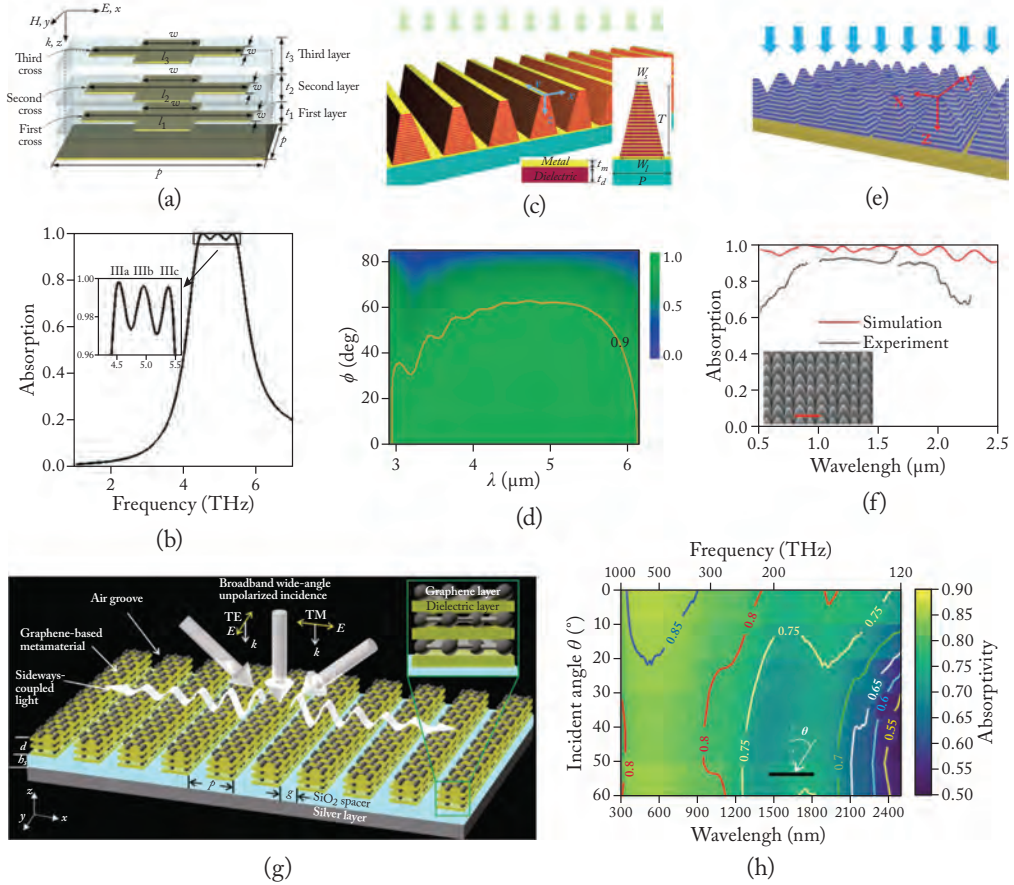 H, y
E, x
k, z
w
w
Third cross
l3
t3 Third layer
w
w
Second cross
l2
t2 Second layer
w
w
First cross
l1
t1 First layer
p
p
(a)
Ws
T
Metal
tm
Dielectric
td
Wl
P
(c)
x
y
z
(e)
1.0
0.8
0.6
0.4
0.2
0.0
Absorption
IIIa IIIb IIIc
1.00
0.98
0.96
4.5 5.0 5.5
2 4 6
Frequency (THz)
(b)
80
60
40
20
0
ϕ (deg)
0.9
1.0
0.5
0.0
3 4 5 6
λ (μm)
(d)
1.0
0.8
0.6
0.4
0.2
0.0
Absorption
Simulation
Experiment
0.5 1.0 1.5 2.0 2.5
Wavelengh (μm)
(f)
Broadband wide-angle
unpolarized incidence
TE
E
k
TM
E
k
Air groove
Graphene-based
metamaterial
Sideways-
coupled
light
Graphene layer
Dielectric layer
d
p
g
SiO2 spacer
Silver layer
z
y
x
(g)
Frequency (THz)
1000 500 300 200 120
0
10
20
30
40
50
60
Incident angle θ (°)
0.85
0.8
0.8
0.8
0.8
0.75
0.75
0.75
0.7
0.65
0.6
0.55
θ
300 600 900 1200 1500 1800 2100 2400
Wavelengh (nm)
0.90
0.85
0.80
0.75
0.70
0.65
0.60
0.55
0.50
Absorptivity
(h)